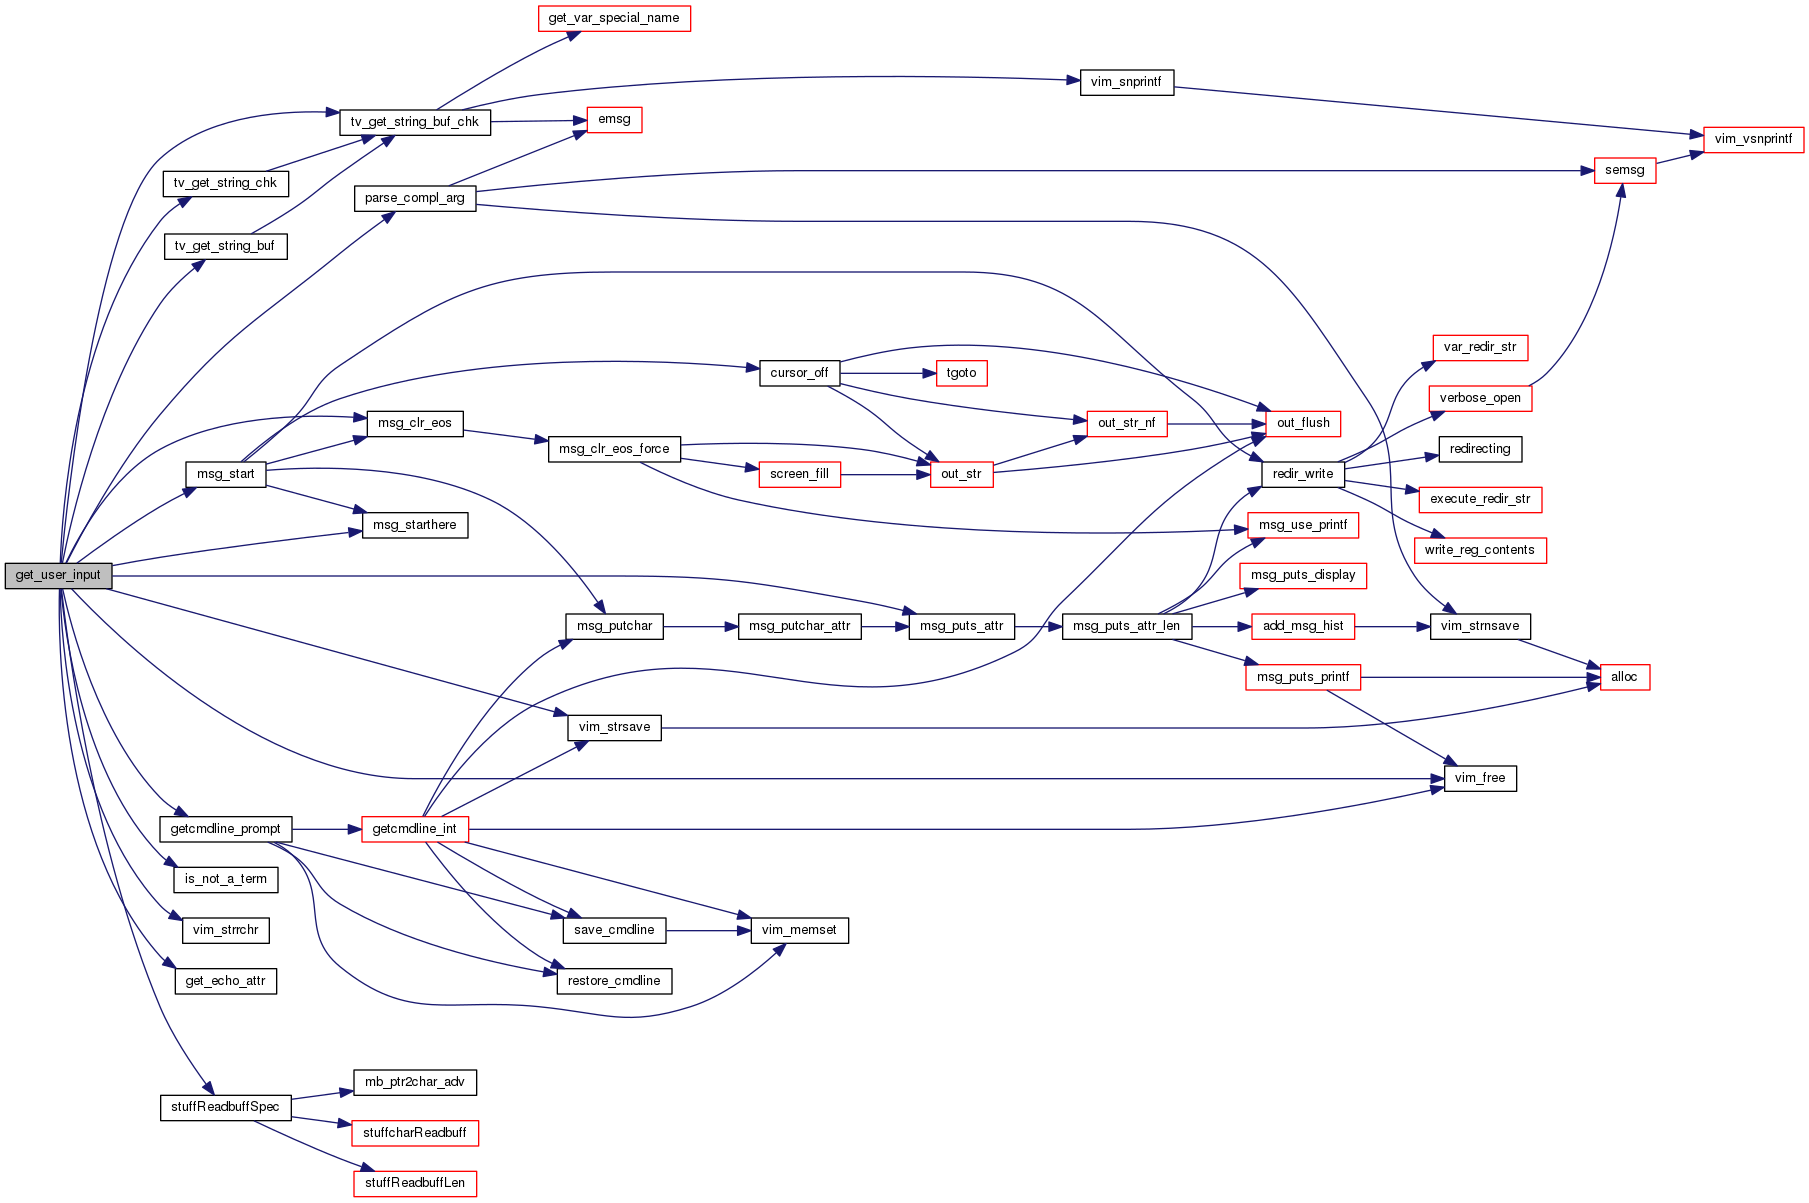 get_var_special_name
vim_snprintf
tv_get_string_buf_chk
emsg
vim_vsnprintf
semsg
tv_get_string_chk
parse_compl_arg
tv_get_string_buf
var_redir_str
cursor_off
tgoto
verbose_open
msg_clr_eos
out_str_nf
out_flush
msg_clr_eos_force
redirecting
msg_start
screen_fill
out_str
redir_write
execute_redir_str
msg_starthere
msg_use_printf
write_reg_contents
get_user_input
msg_puts_display
msg_putchar
msg_putchar_attr
msg_puts_attr
msg_puts_attr_len
add_msg_hist
vim_strnsave
msg_puts_printf
alloc
vim_strsave
vim_free
getcmdline_prompt
getcmdline_int
is_not_a_term
vim_strrchr
save_cmdline
vim_memset
get_echo_attr
restore_cmdline
mb_ptr2char_adv
stuffReadbuffSpec
stuffcharReadbuff
stuffReadbuffLen